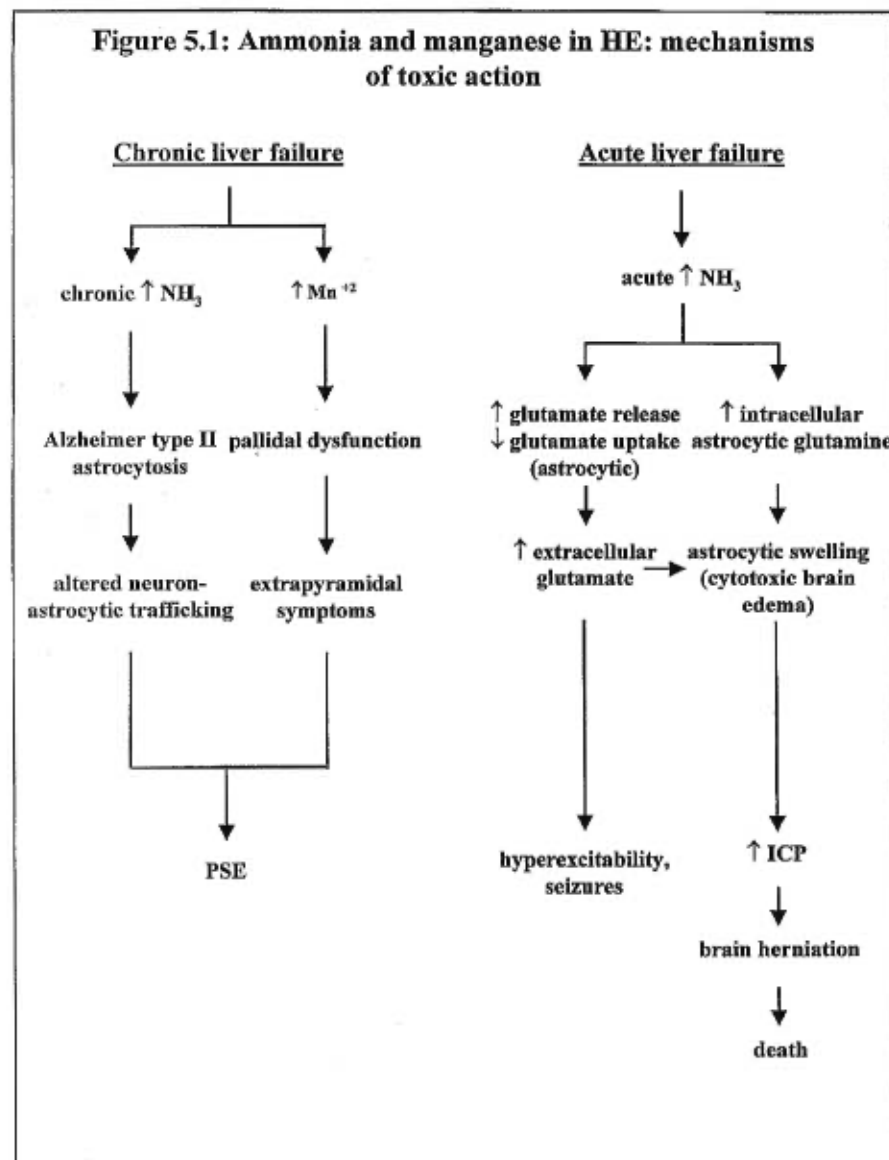 Figure 5.1: Ammonia and manganese in HE: mechanisms
of toxic action
Chronic liver failure
chronic ↑ NH₃
↑ Mn⁺²
Alzheimer type II
astrocytosis
pallidal dysfunction
altered neuron-
astrocytic trafficking
extrapyramidal
symptoms
PSE
Acute liver failure
acute ↑ NH₃
↑ glutamate release
↓ glutamate uptake
(astrocytic)
↑ intracellular
astrocytic glutamine
↑ extracellular
glutamate
astrocytic swelling
(cytotoxic brain
edema)
hyperexcitability,
seizures
↑ ICP
brain herniation
death